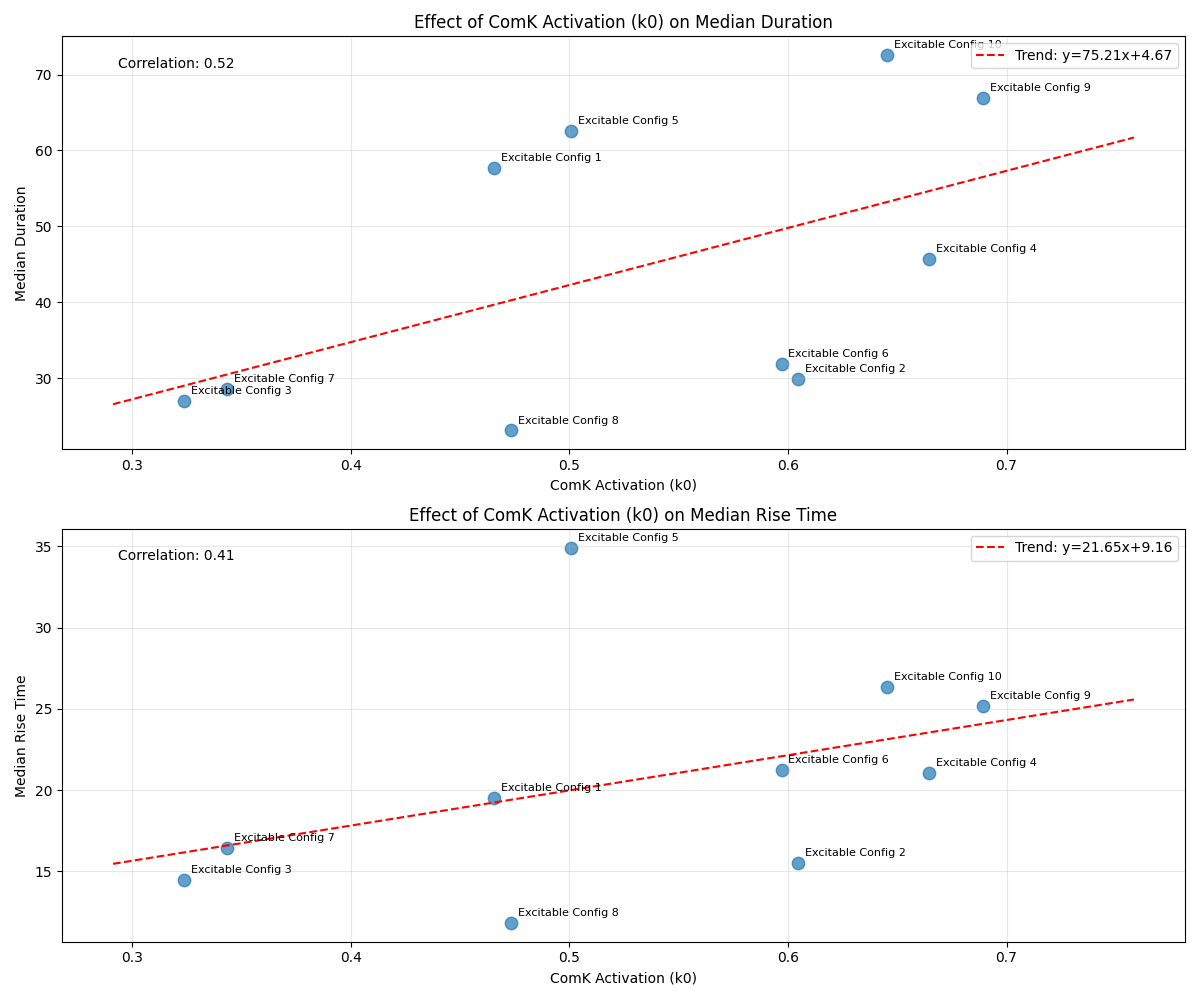 Effect of ComK Activation (k0) on Median Duration
Correlation: 0.52
Trend: y=75.21x+4.67
Excitable Config 10
Excitable Config 9
Excitable Config 5
Excitable Config 1
Excitable Config 4
Excitable Config 6
Excitable Config 2
Excitable Config 7
Excitable Config 3
Excitable Config 8
Median Duration
70
60
50
40
30
0.3 0.4 0.5 0.6 0.7
ComK Activation (k0)
Effect of ComK Activation (k0) on Median Rise Time
Correlation: 0.41
Trend: y=21.65x+9.16
Excitable Config 5
Excitable Config 10
Excitable Config 9
Excitable Config 6
Excitable Config 4
Excitable Config 1
Excitable Config 7
Excitable Config 2
Excitable Config 3
Excitable Config 8
Median Rise Time
35
30
25
20
15
0.3 0.4 0.5 0.6 0.7
ComK Activation (k0)